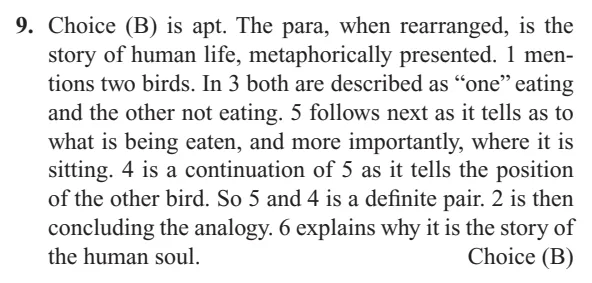 9. Choice (B) is apt. The para, when rearranged, is the
story of human life, metaphorically presented. 1 men-
tions two birds. In 3 both are described as “one” eating
and the other not eating. 5 follows next as it tells as to
what is being eaten, and more importantly, where it is
sitting. 4 is a continuation of 5 as it tells the position
of the other bird. So 5 and 4 is a definite pair. 2 is then
concluding the analogy. 6 explains why it is the story of
the human soul. Choice (B)